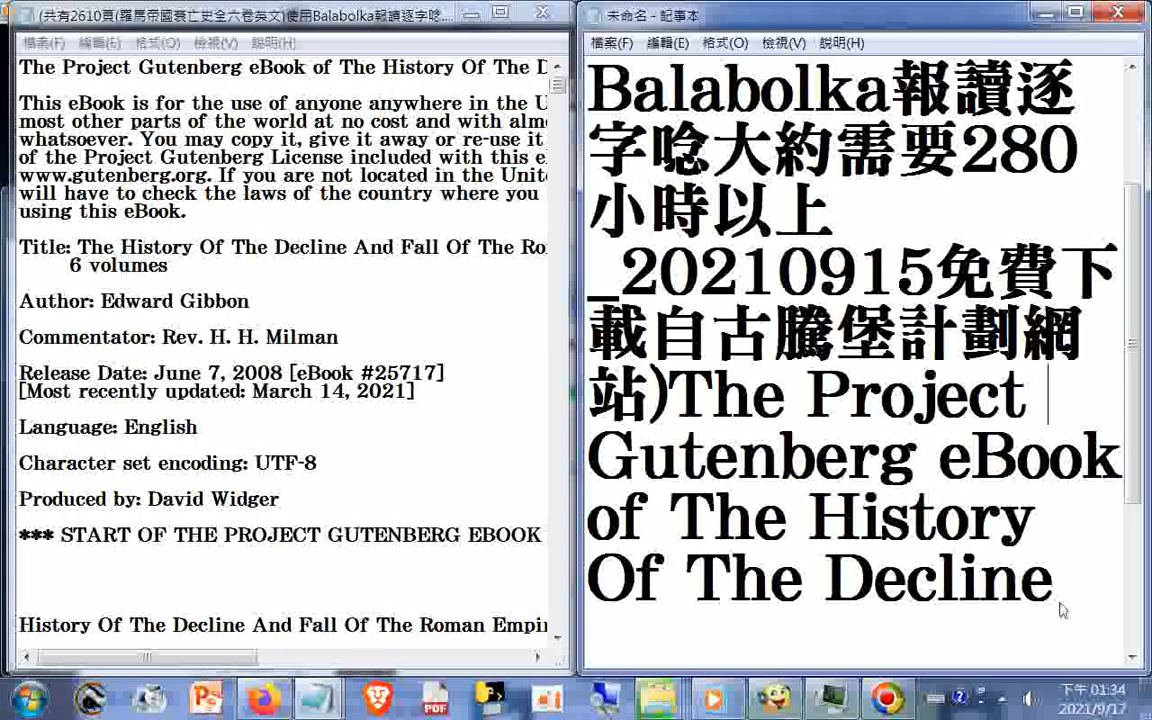 (共有2610頁(羅馬帝國衰亡史全六卷英文)使用Balabolka報讀逐字唸....
檔案(F) 編輯(E) 格式(O) 檢視(V) 說明(H)
The Project Gutenberg eBook of The History Of The D
This eBook is for the use of anyone anywhere in the U
most other parts of the world at no cost and with alm
whatsoever. You may copy it, give it away or re-use it
of the Project Gutenberg License included with this e
www.gutenberg.org. If you are not located in the Unite
will have to check the laws of the country where you
using this eBook.
Title: The History Of The Decline And Fall Of The Ro
6 volumes
Author: Edward Gibbon
Commentator: Rev. H. H. Milman
Release Date: June 7, 2008 [eBook #25717]
[Most recently updated: March 14, 2021]
Language: English
Character set encoding: UTF-8
Produced by: David Widger
*** START OF THE PROJECT GUTENBERG EBOOK
History Of The Decline And Fall Of The Roman Empi
未命名 - 記事本
檔案(F) 編輯(E) 格式(O) 檢視(V) 說明(H)
Balabolka報讀逐
字唸大約需要280
小時以上
_20210915免費下
載自古騰堡計劃網
站)The Project
Gutenberg eBook
of The History
Of The Decline
PDF
下午 01:34
2021/9/17